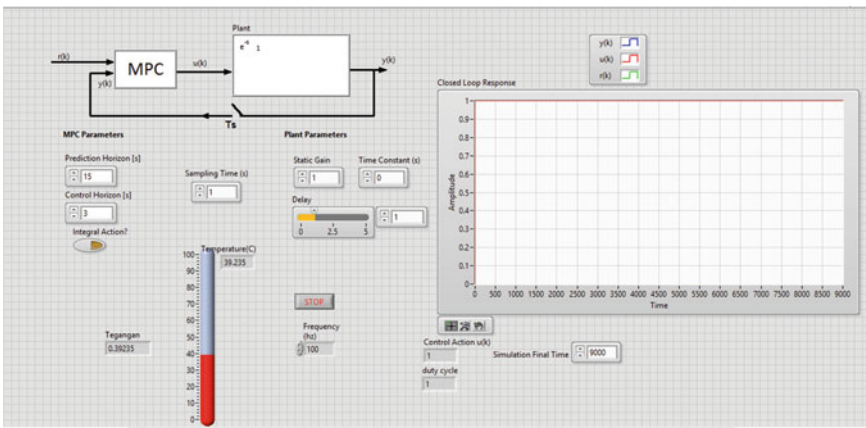 Plant
e^-s 1
r(k)
MPC
u(k)
y(k)
y(k)
Ts
MPC Parameters
Plant Parameters
Prediction Horizon [s]
15
Control Horizon [s]
3
Integral Action?
Sampling Time (s)
1
Static Gain
1
Time Constant (s)
0
Delay
0 2.5 5
1
Temperature(C)
39.235
100-
90-
80-
70-
60-
50-
40-
30-
20-
10-
0-
Tegangan
0.39235
STOP
Frequency
(hz)
100
y(k)
u(k)
r(k)
Closed Loop Response
1-
0.9-
0.8-
0.7-
0.6-
0.5-
0.4-
0.3-
0.2-
0.1-
0-
Amplitude
0 500 1000 1500 2000 2500 3000 3500 4000 4500 5000 5500 6000 6500 7000 7500 8000 8500 9000
Time
Control Action u(k)
1
Simulation Final Time
9000
duty cycle
1